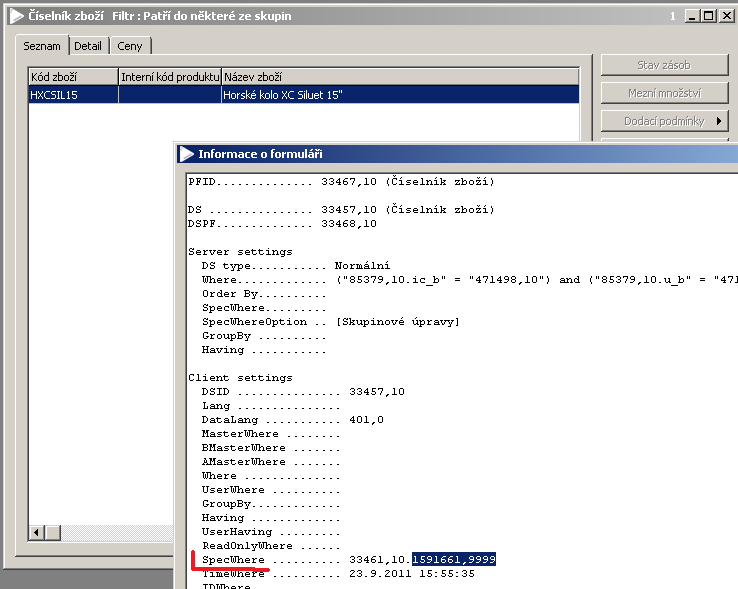 Číselník zboží Filtr : Patří do některé ze skupin 1
Seznam Detail Ceny
Kód zboží Interní kód produktu Název zboží
HXCSIL15 Horské kolo XC Siluet 15"
Stav zásob
Mezní množství
Dodací podmínky
Informace o formuláři
PFID.............. 33467,10 (Číselník zboží)
DS ............... 33457,10 (Číselník zboží)
DSPF.............. 33468,10
Server settings
DS type........... Normální
Where............. ("85379,10.ic_b" = "471498,10") and ("85379,10.u_b" = "471
Order By..........
SpecWhere.........
SpecWhereOption .. [Skupinové úpravy]
GroupBy ..........
Having ...........
Client settings
DSID ............... 33457,10
Lang ...............
DataLang ........... 401,0
MasterWhere ........
BMasterWhere .......
AMasterWhere .......
Where ..............
UserWhere ..........
GroupBy.............
Having .............
UserHaving .........
ReadOnlyWhere ......
SpecWhere .......... 33461,10.1591661,9999
TimeWhere .......... 23.9.2011 15:55:35
IDWhere